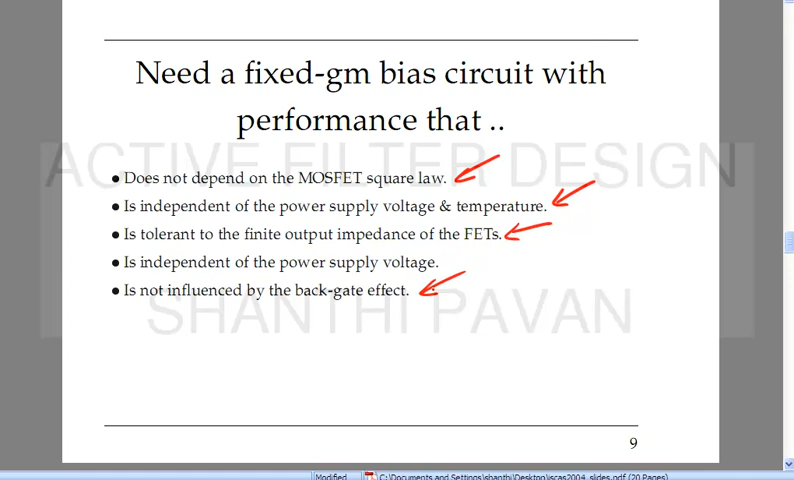 Need a fixed-gm bias circuit with
performance that ..
ACTIVE FILTER DESIGN
• Does not depend on the MOSFET square law.
• Is independent of the power supply voltage & temperature.
• Is tolerant to the finite output impedance of the FETs.
• Is independent of the power supply voltage.
• Is not influenced by the back-gate effect.
SHANTHI PAVAN
9
Modified C:\Documents and Settings\shanthi\Desktop\iscas2004_slides.pdf (20 Pages)